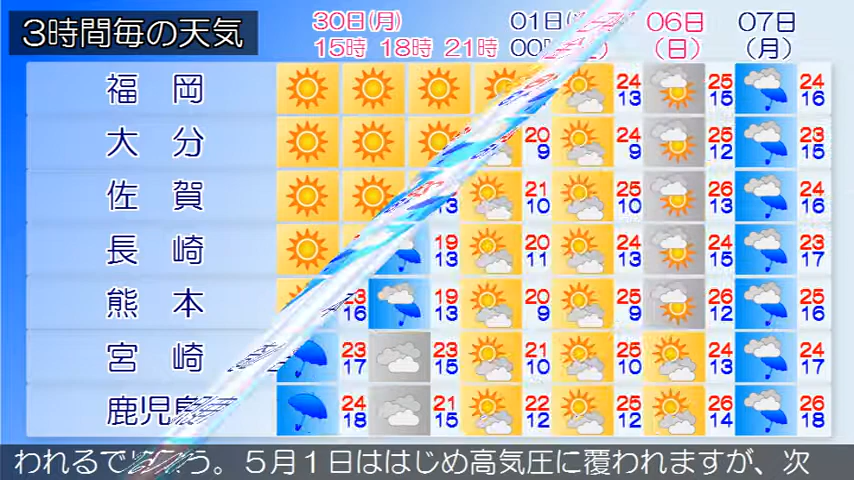 3時間毎の天気
30日(月) 01日 06日 07日
15時 18時 21時 00 (日) (月)
福岡 24 13 25 15 24 16
大分 20 9 24 9 25 12 23 15
佐賀 13 21 10 25 10 26 13 24 16
長崎 19 13 20 11 24 13 24 15 23 17
熊本 23 16 19 13 20 9 25 9 26 12 25 16
宮崎 23 17 23 15 21 10 25 10 24 13 24 17
鹿児島 24 18 21 15 22 12 25 12 26 14 26 18
われるでしょう。5月1日ははじめ高気圧に覆われますが、次